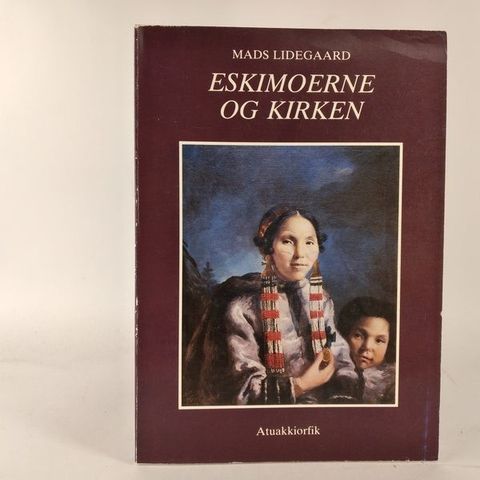 MADS LIDEGAARD
ESKIMOERNE
OG KIRKEN
Atuakkiorfik